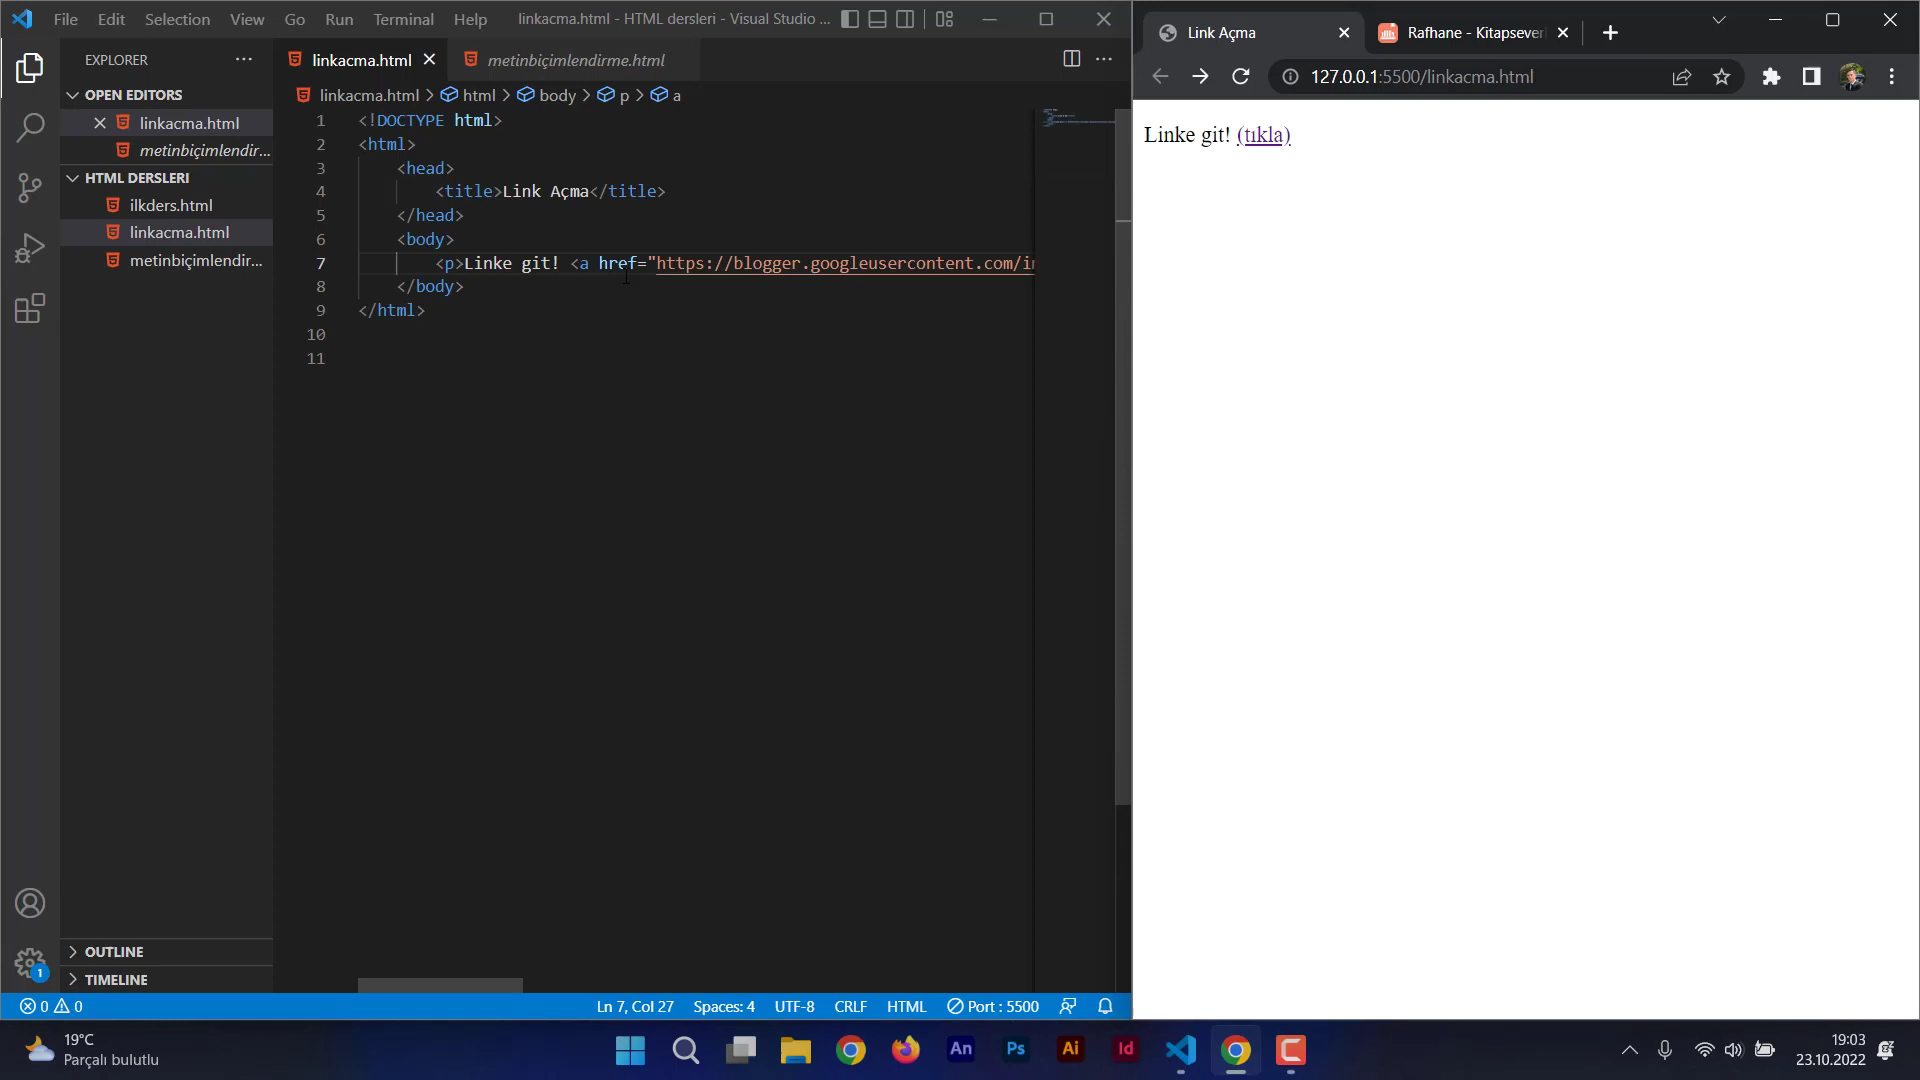 File Edit Selection View Go Run Terminal Help linkacma.html - HTML dersleri - Visual Studio ...
EXPLORER
OPEN EDITORS
linkacma.html
metinbiçimlendir...
HTML DERSLERI
ilkders.html
linkacma.html
metinbiçimlendir...
OUTLINE
TIMELINE
linkacma.html metinbiçimlendirme.html
linkacma.html > html > body > p > a
1 <!DOCTYPE html>
2 <html>
3 <head>
4 <title>Link Açma</title>
5 </head>
6 <body>
7 <p>Linke git! <a href="https://blogger.googleusercontent.com/i
8 </body>
9 </html>
10
11
1
0 0 Ln 7, Col 27 Spaces: 4 UTF-8 CRLF HTML Port : 5500
Link Açma Rafhane - Kitapsever
127.0.0.1:5500/linkacma.html
Linke git! (tıkla)
19°C
Parçalı bulutlu
An Ps Ai Id
19:03
23.10.2022